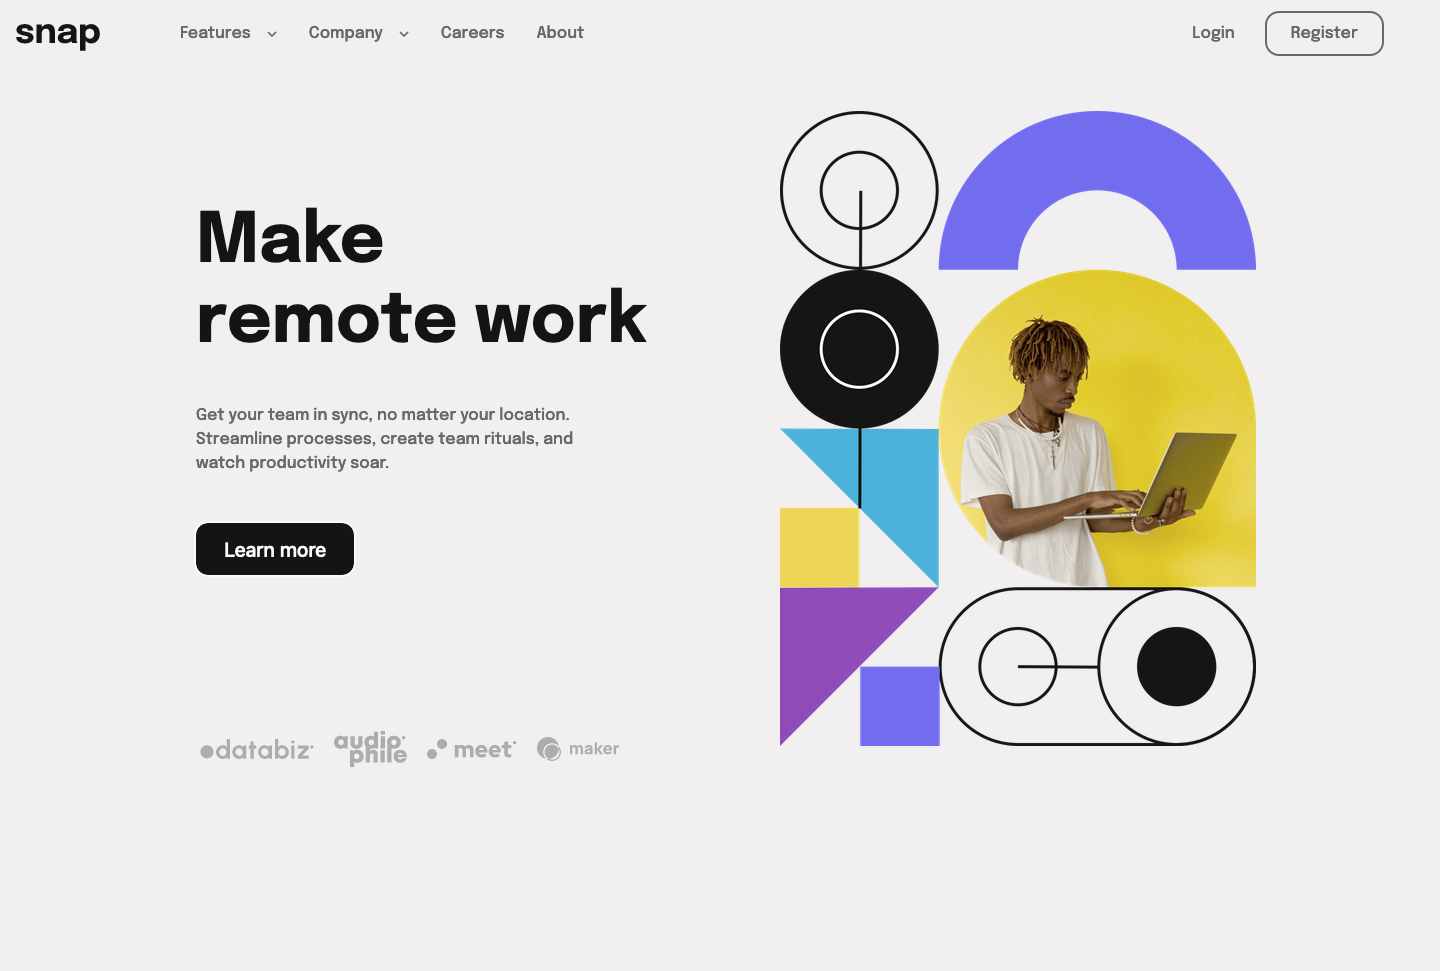 snap
Features
Company
Careers
About
Login
Register
Make
remote work
Get your team in sync, no matter your location.
Streamline processes, create team rituals, and
watch productivity soar.
Learn more
databiz
audio
phile
meet
maker